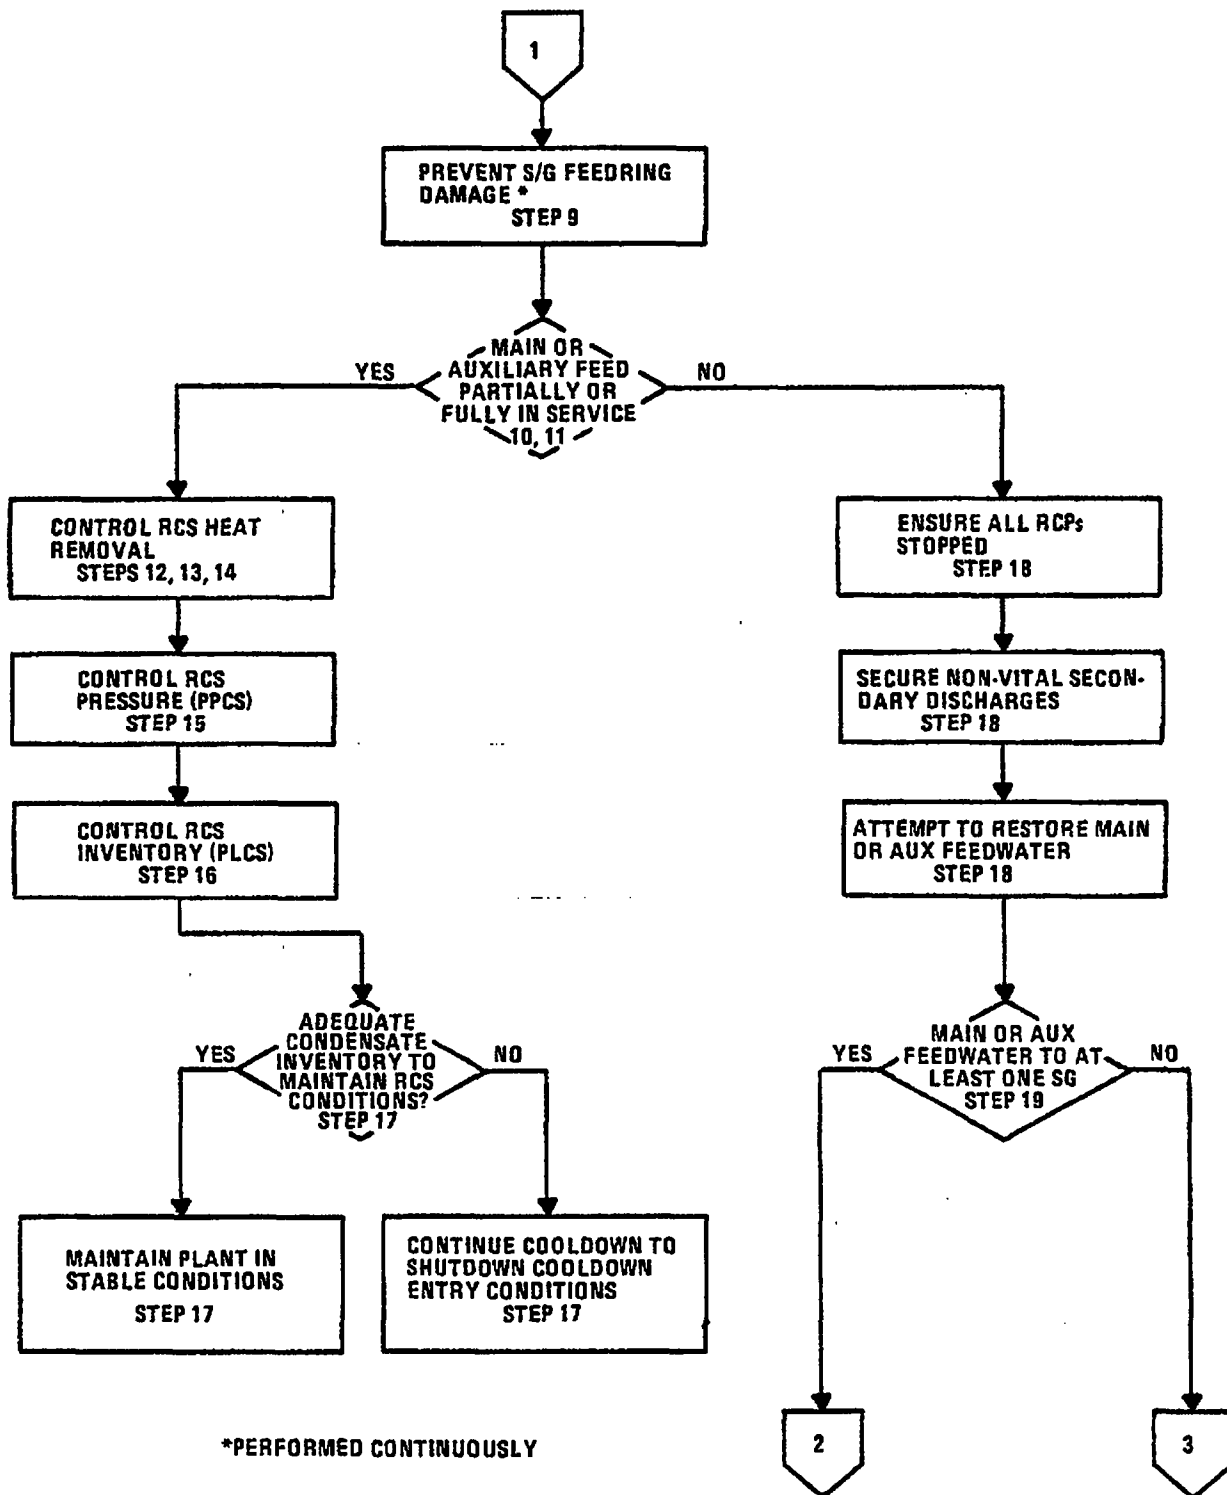 1
PREVENT S/G FEEDRING
DAMAGE *
STEP 9
MAIN OR
AUXILIARY FEED
PARTIALLY OR
FULLY IN SERVICE
10, 11
YES
NO
CONTROL RCS HEAT
REMOVAL
STEPS 12, 13, 14
CONTROL RCS
PRESSURE (PPCS)
STEP 15
CONTROL RCS
INVENTORY (PLCS)
STEP 16
ADEQUATE
CONDENSATE
INVENTORY TO
MAINTAIN RCS
CONDITIONS?
STEP 17
YES
NO
MAINTAIN PLANT IN
STABLE CONDITIONS
STEP 17
CONTINUE COOLDOWN TO
SHUTDOWN COOLDOWN
ENTRY CONDITIONS
STEP 17
ENSURE ALL RCPs
STOPPED
STEP 18
SECURE NON-VITAL SECON-
DARY DISCHARGES
STEP 18
ATTEMPT TO RESTORE MAIN
OR AUX FEEDWATER
STEP 18
MAIN OR AUX
FEEDWATER TO AT
LEAST ONE SG
STEP 19
YES
NO
2
3
*PERFORMED CONTINUOUSLY